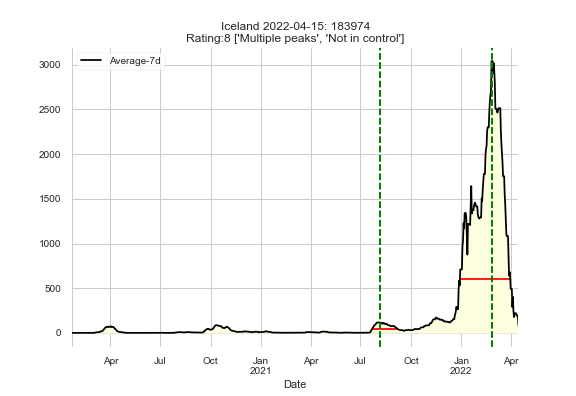 Iceland 2022-04-15: 183974
Rating:8 ['Multiple peaks', 'Not in control']
Average-7d
3000
2500
2000
1500
1000
500
0
Apr Jul Oct Jan Apr Jul Oct Jan Apr
2021 2022
Date